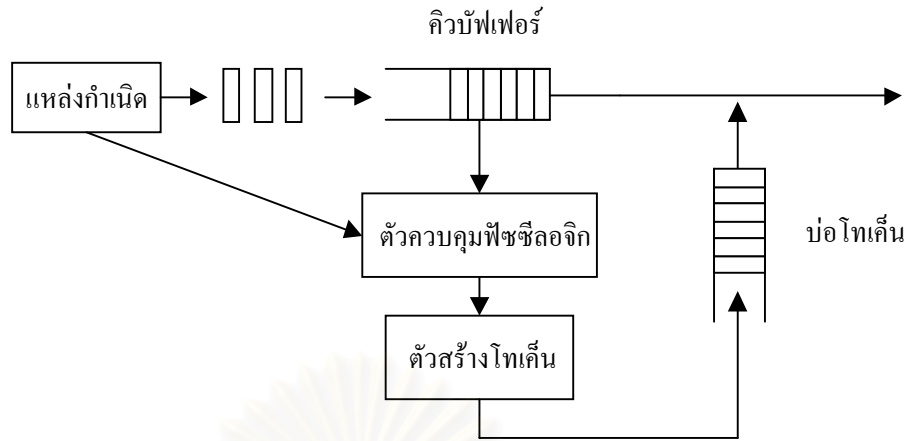 คิวบัฟเฟอร์
แหล่งกำเนิด
ตัวควบคุมฟัซซีลอจิก
บ่อโทเค็น
ตัวสร้างโทเค็น